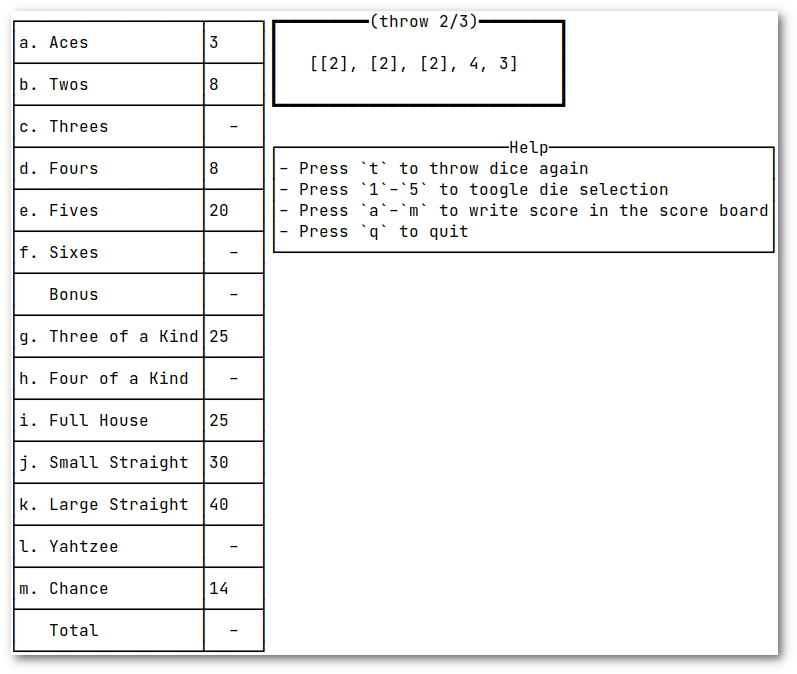 a. Aces 3
b. Twos 8
c. Threes -
d. Fours 8
e. Fives 20
f. Sixes -
Bonus -
g. Three of a Kind 25
h. Four of a Kind -
i. Full House 25
j. Small Straight 30
k. Large Straight 40
l. Yahtzee -
m. Chance 14
Total -
(throw 2/3)
[[2], [2], [2], 4, 3]
Help
- Press `t` to throw dice again
- Press `1`-`5` to toogle die selection
- Press `a`-`m` to write score in the score board
- Press `q` to quit